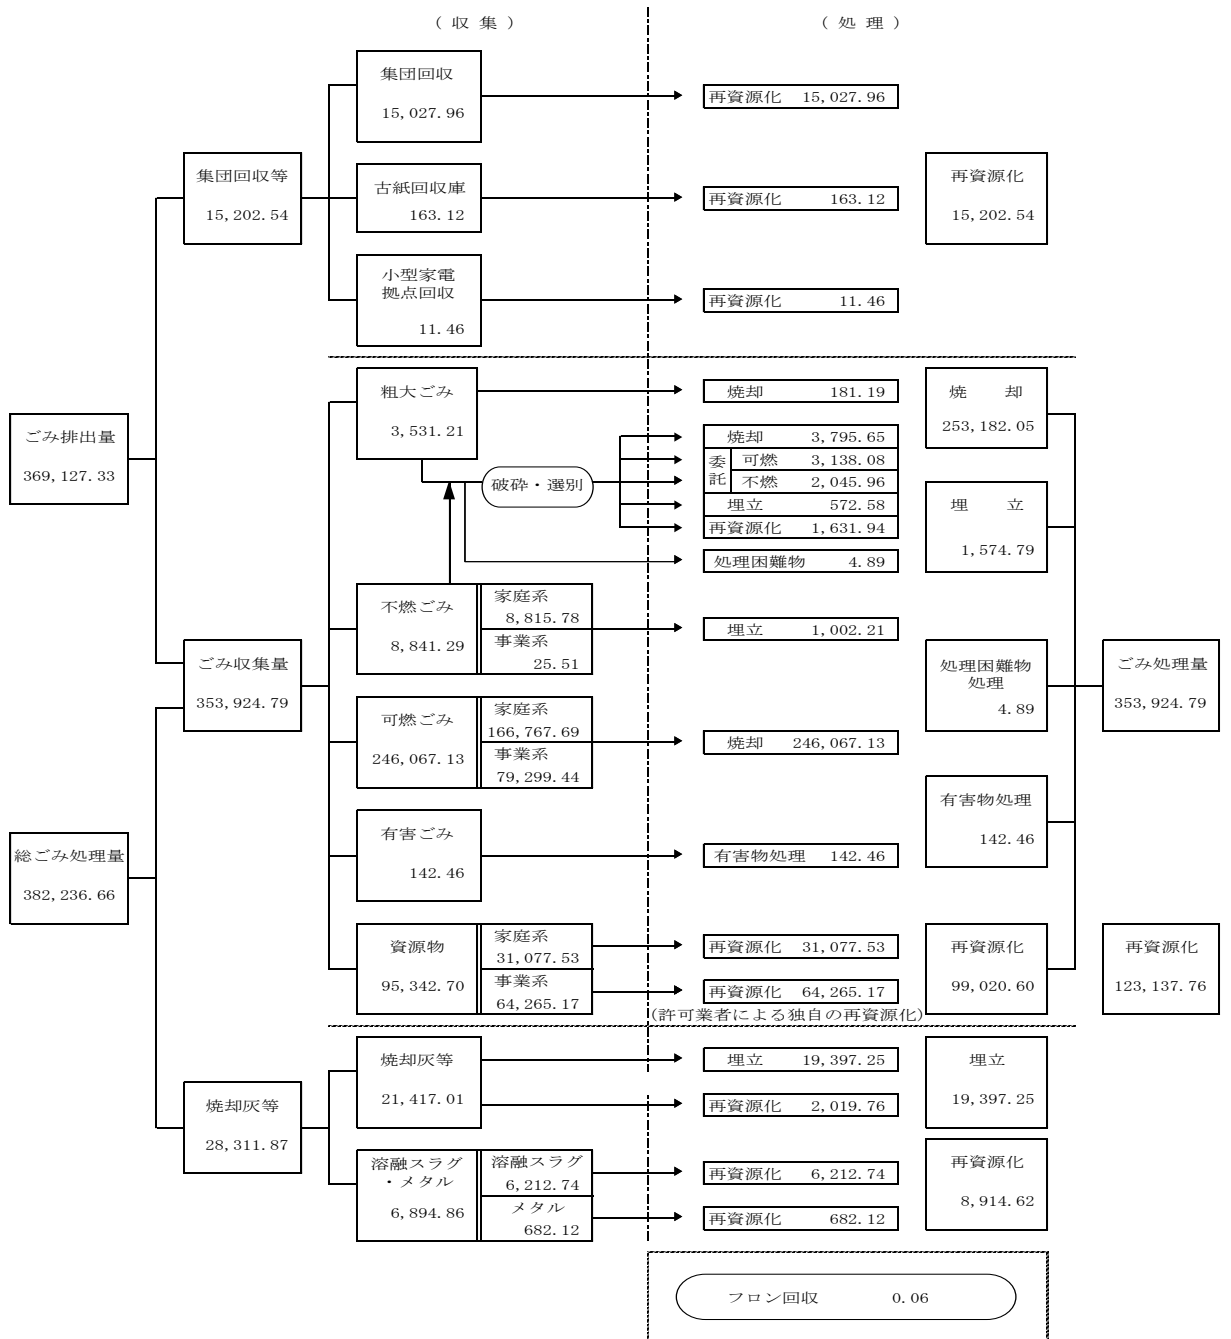 （ 収 集 ）
（ 処 理 ）
集団回収
15,027.96
再資源化 15,027.96
集団回収等
15,202.54
古紙回収庫
163.12
再資源化 163.12
再資源化
15,202.54
小型家電
拠点回収
11.46
再資源化 11.46
ごみ排出量
369,127.33
粗大ごみ
3,531.21
焼却 181.19
焼 却
253,182.05
破砕・選別
焼却 3,795.65
委託
可燃 3,138.08
不燃 2,045.96
埋立 572.58
再資源化 1,631.94
処理困難物 4.89
埋 立
1,574.79
不燃ごみ
8,841.29
家庭系
8,815.78
事業系
25.51
埋立 1,002.21
ごみ収集量
353,924.79
処理困難物
処理
4.89
ごみ処理量
353,924.79
可燃ごみ
246,067.13
家庭系
166,767.69
事業系
79,299.44
焼却 246,067.13
総ごみ処理量
382,236.66
有害ごみ
142.46
有害物処理 142.46
有害物処理
142.46
資源物
95,342.70
家庭系
31,077.53
事業系
64,265.17
再資源化 31,077.53
再資源化 64,265.17
(許可業者による独自の再資源化)
再資源化
99,020.60
再資源化
123,137.76
焼却灰等
28,311.87
焼却灰等
21,417.01
埋立 19,397.25
再資源化 2,019.76
埋立
19,397.25
溶融スラグ
・メタル
6,894.86
溶融スラグ
6,212.74
メタル
682.12
再資源化 6,212.74
再資源化 682.12
再資源化
8,914.62
フロン回収 0.06